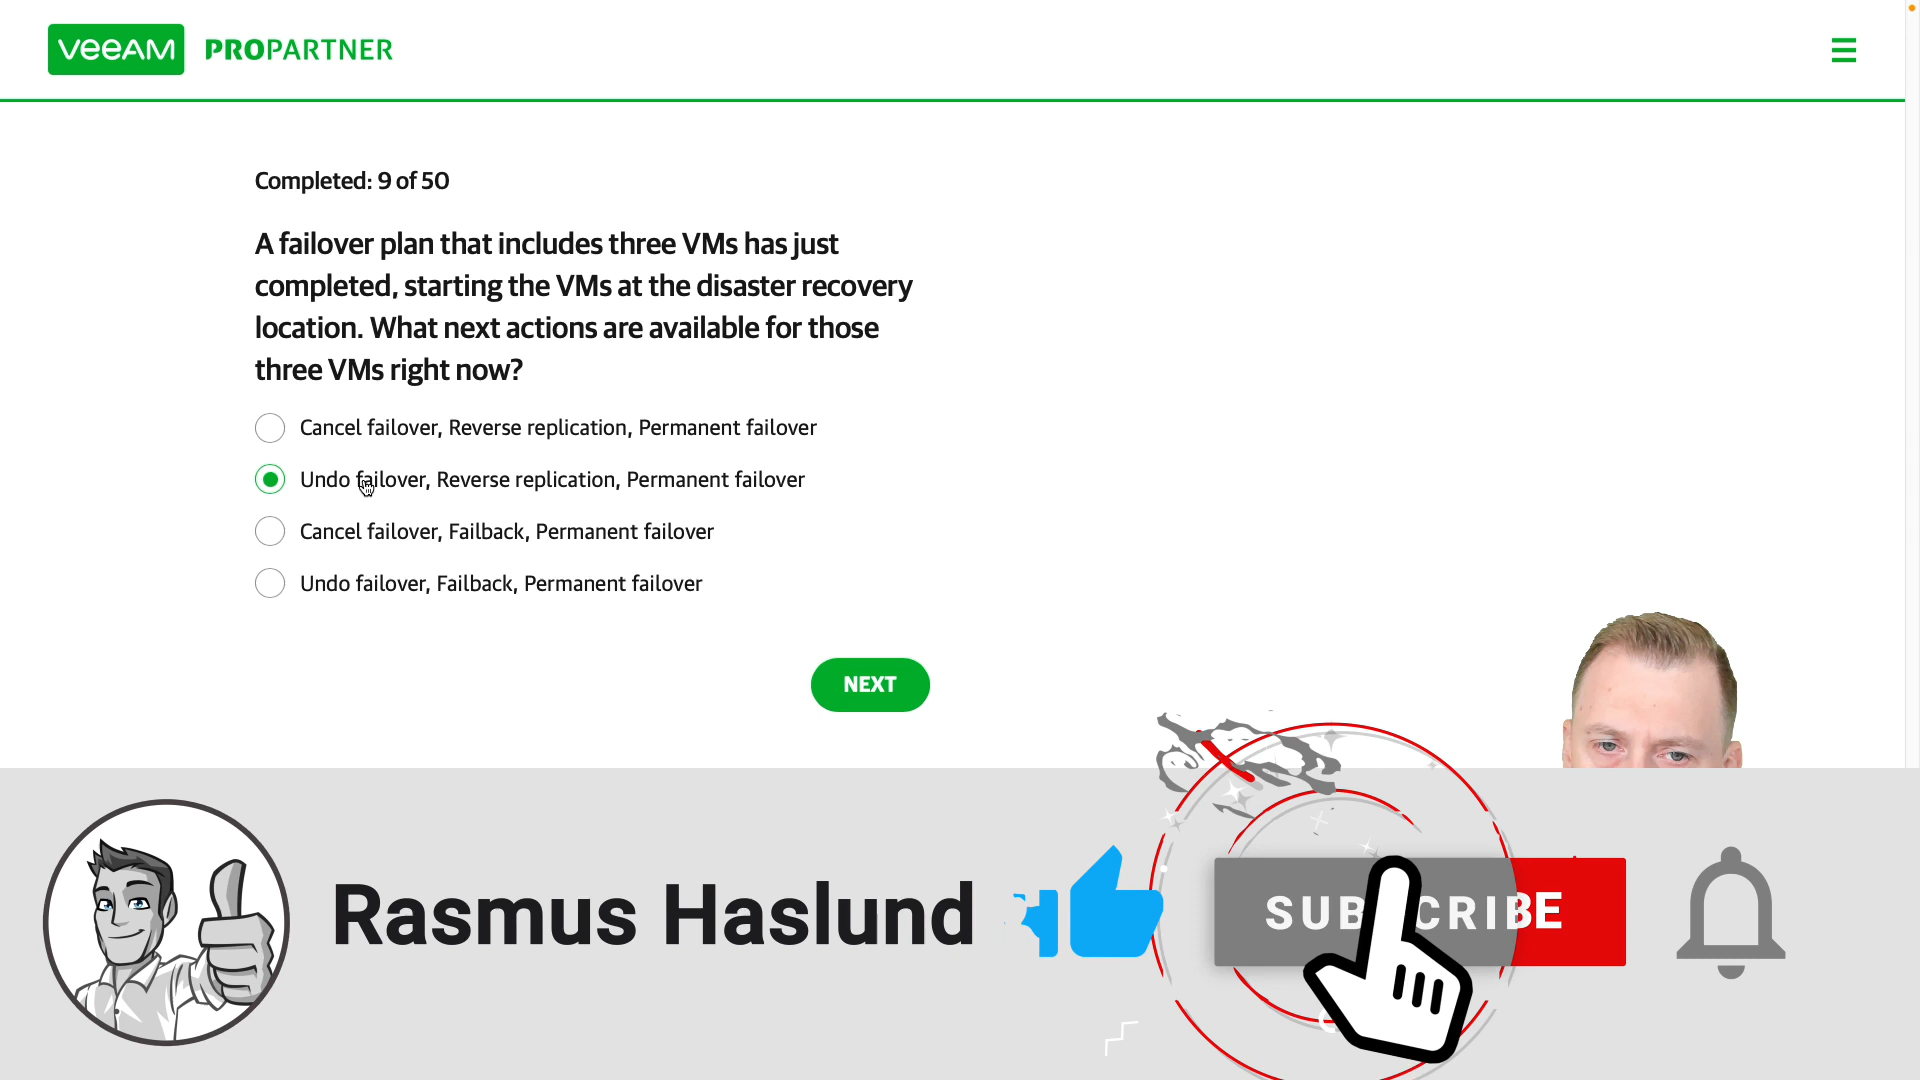 veeAM PROPARTNER
Completed: 9 of 50
A failover plan that includes three VMs has just
completed, starting the VMs at the disaster recovery
location. What next actions are available for those
three VMs right now?
Cancel failover, Reverse replication, Permanent failover
Undo failover, Reverse replication, Permanent failover
Cancel failover, Failback, Permanent failover
Undo failover, Failback, Permanent failover
NEXT
Rasmus Haslund
SUBSCRIBE